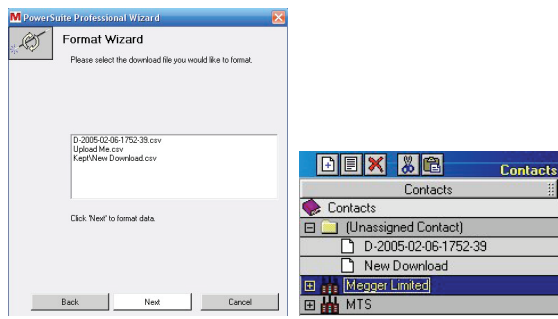 M PowerSuite Professional Wizard
Format Wizard
Please select the download file you would like to format.
D-2005-02-06-1752-39.csv
Upload Me.csv
Kept\New Download.csv
Click 'Next' to format data.
Back Next Cancel
Contacts
Contacts
Contacts
(Unassigned Contact)
D-2005-02-06-1752-39
New Download
Megger Limited
MTS